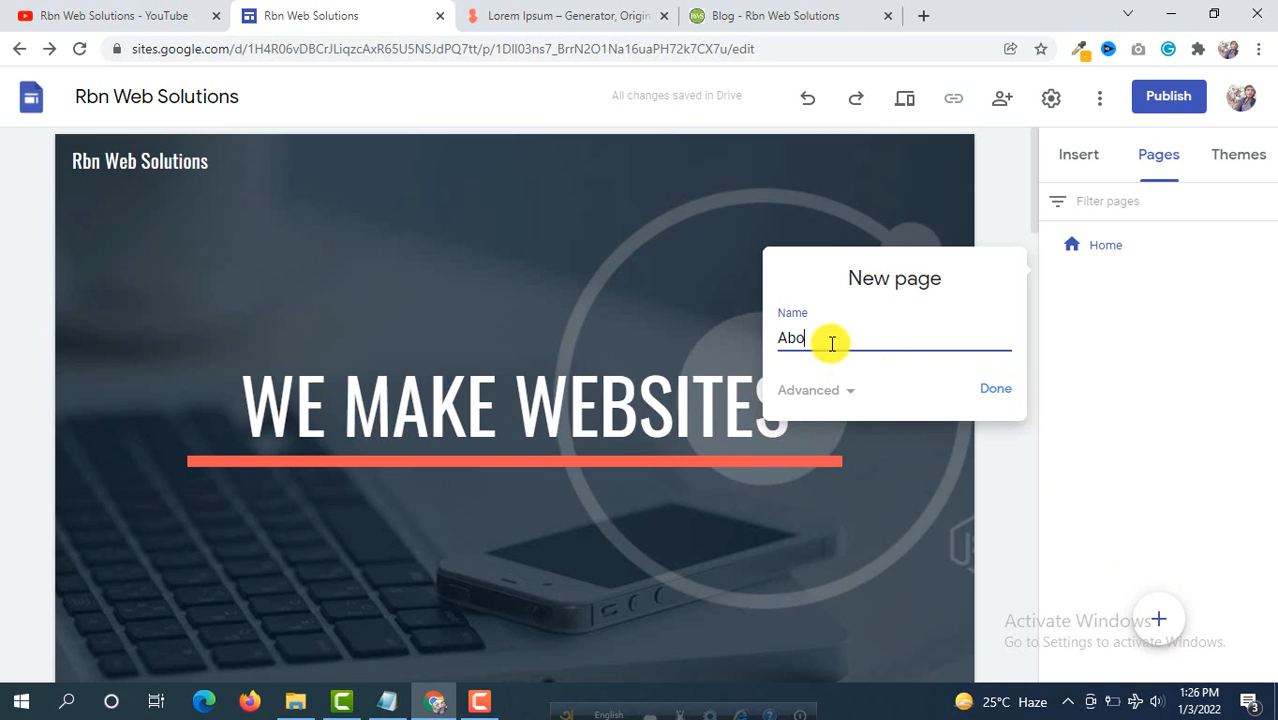 Rbn Web Solutions - YouTube
Rbn Web Solutions
Lorem Ipsum – Generator, Origin
Blog - Rbn Web Solutions
sites.google.com/d/1H4R06vDBCrJLiqzcAxR65U5NSJdPQ7tt/p/1DlI03ns7_BrrN2O1Na16uaPH72k7CX7u/edit
Rbn Web Solutions
All changes saved in Drive
Publish
Rbn Web Solutions
Insert
Pages
Themes
Filter pages
Home
New page
Name
Abo
Advanced
Done
WE MAKE WEBSITES
Activate Windows
Go to Settings to activate Windows.
English
25°C Haze
1:26 PM
1/3/2022
3